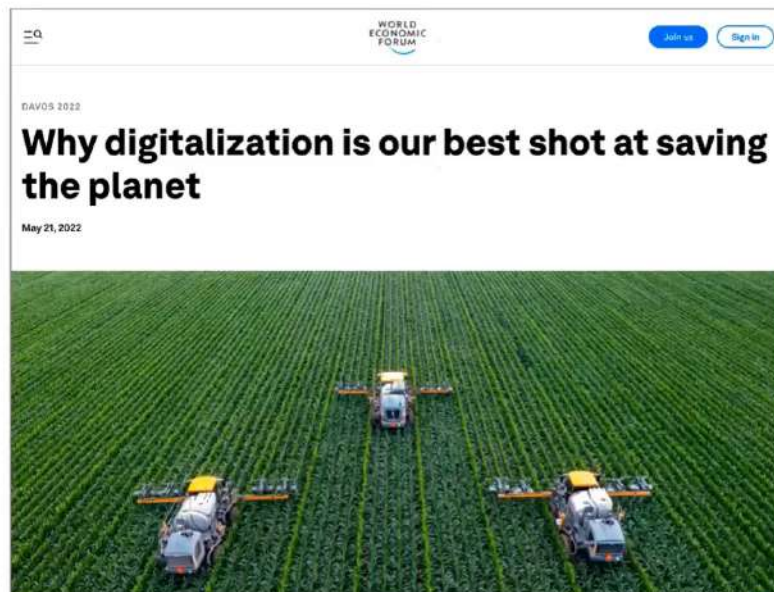 WORLD
ECONOMIC
FORUM
Join us
Sign in
DAVOS 2022
Why digitalization is our best shot at saving
the planet
May 21, 2022